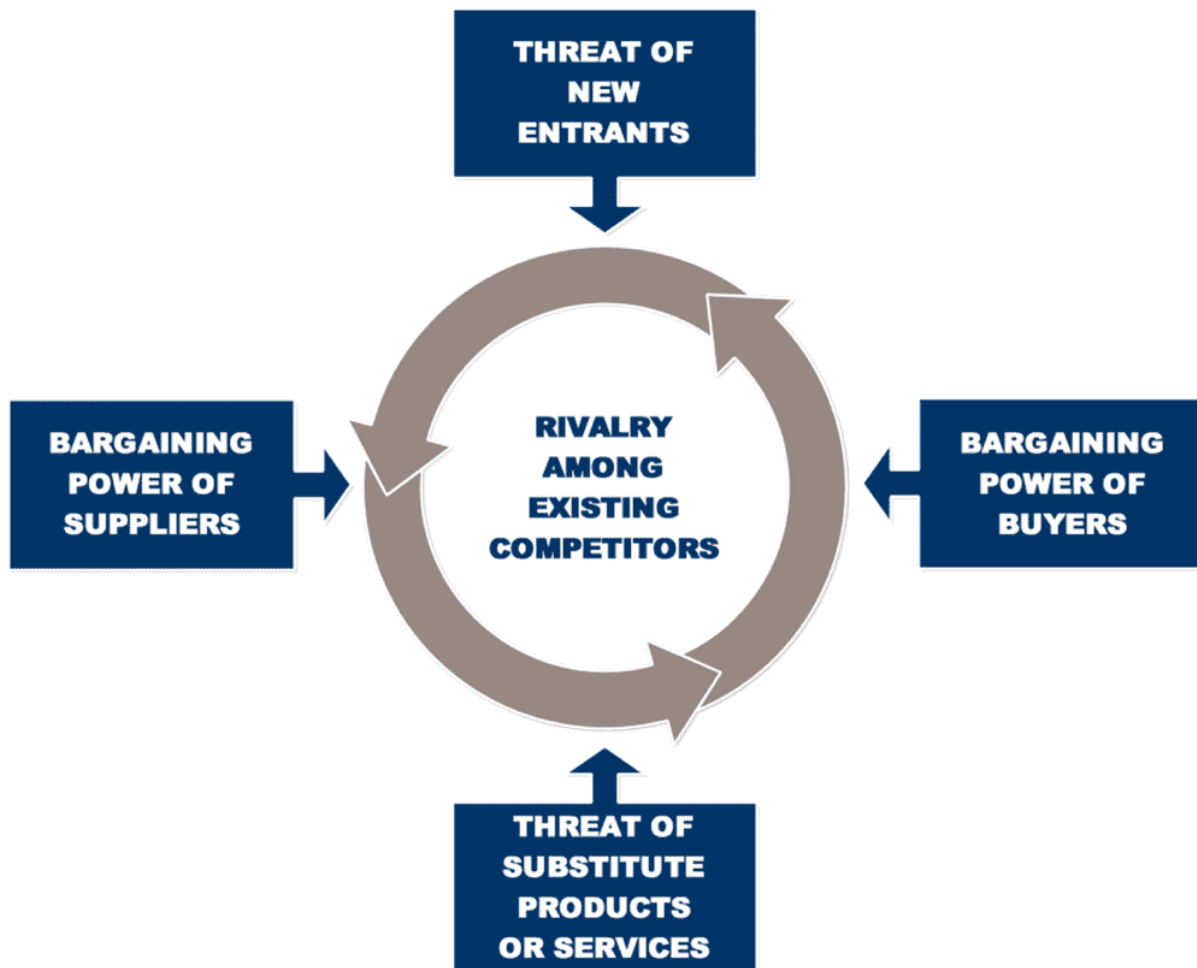 THREAT OF
NEW
ENTRANTS
BARGAINING
POWER OF
SUPPLIERS
RIVALRY
AMONG
EXISTING
COMPETITORS
BARGAINING
POWER OF
BUYERS
THREAT OF
SUBSTITUTE
PRODUCTS
OR SERVICES